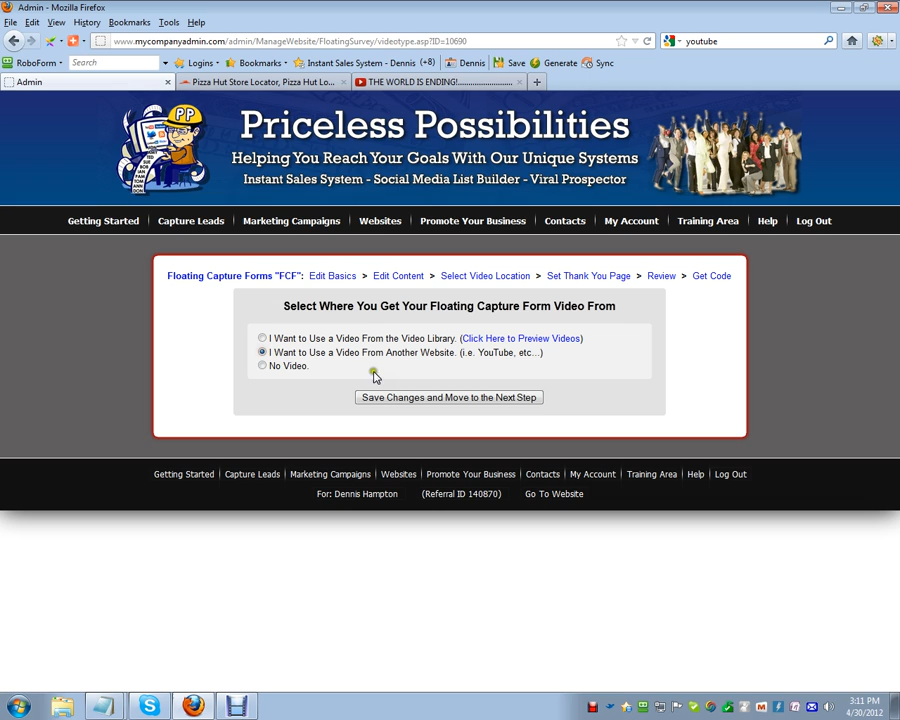 Admin - Mozilla Firefox
File Edit View History Bookmarks Tools Help
www.mycompanyadmin.com/admin/ManageWebsite/FloatingSurvey/videotype.asp?ID=10690
youtube
RoboForm Search Logins Bookmarks Instant Sales System - Dennis (+8) Dennis Save Generate Sync
Admin Pizza Hut Store Locator, Pizza Hut Lo... THE WORLD IS ENDING!......................
PP
Priceless Possibilities
Helping You Reach Your Goals With Our Unique Systems
Instant Sales System - Social Media List Builder - Viral Prospector
Getting Started Capture Leads Marketing Campaigns Websites Promote Your Business Contacts My Account Training Area Help Log Out
Floating Capture Forms "FCF": Edit Basics > Edit Content > Select Video Location > Set Thank You Page > Review > Get Code
Select Where You Get Your Floating Capture Form Video From
I Want to Use a Video From the Video Library. (Click Here to Preview Videos)
I Want to Use a Video From Another Website. (i.e. YouTube, etc...)
No Video.
Save Changes and Move to the Next Step
Getting Started Capture Leads Marketing Campaigns Websites Promote Your Business Contacts My Account Training Area Help Log Out
For: Dennis Hampton (Referral ID 140870) Go To Website
3:11 PM
4/30/2012